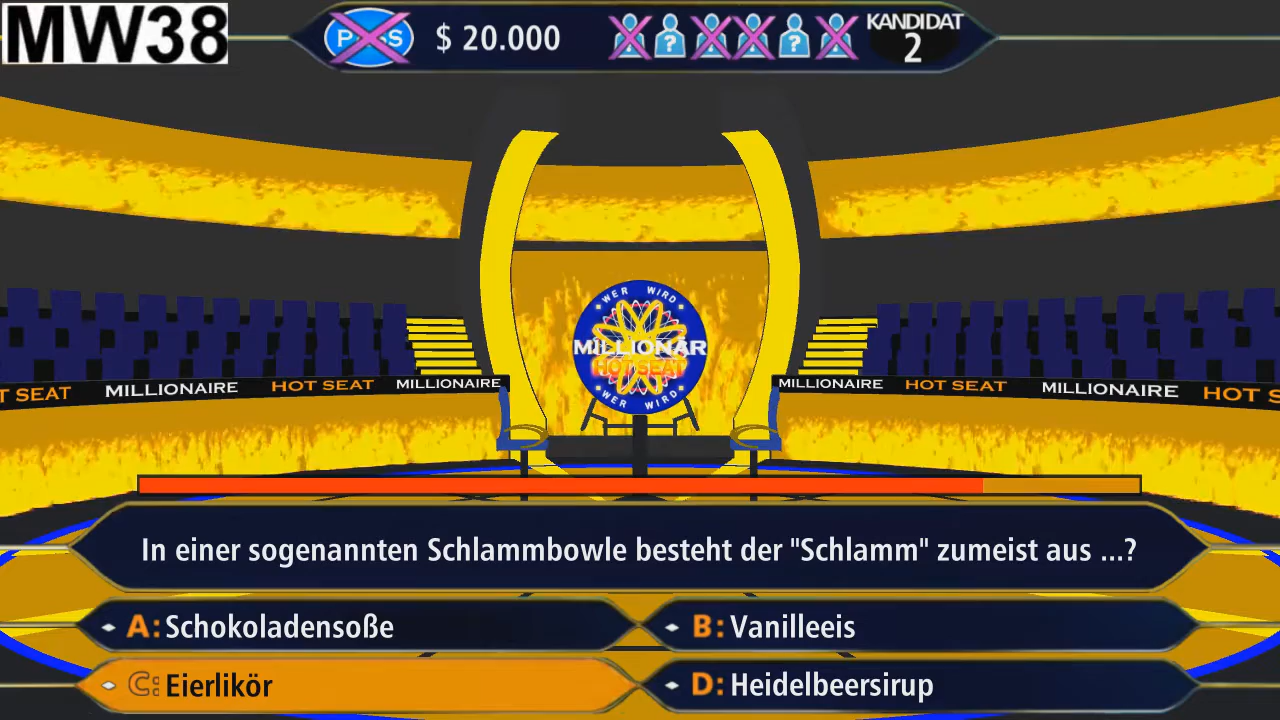 MW38
PASS
$ 20.000
? ?
KANDIDAT
2
WER WIRD
MILLIONÄR
HOT SEAT
WER WIRD
T SEAT MILLIONAIRE HOT SEAT MILLIONAIRE
MILLIONAIRE HOT SEAT MILLIONAIRE HOT S
In einer sogenannten Schlammbowle besteht der "Schlamm" zumeist aus ...?
A: Schokoladensoße
B: Vanilleeis
C: Eierlikör
D: Heidelbeersirup